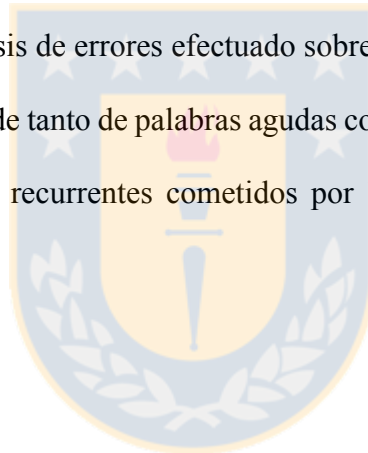 sis de errores efectuado sobre
de tanto de palabras agudas co
recurrentes cometidos por